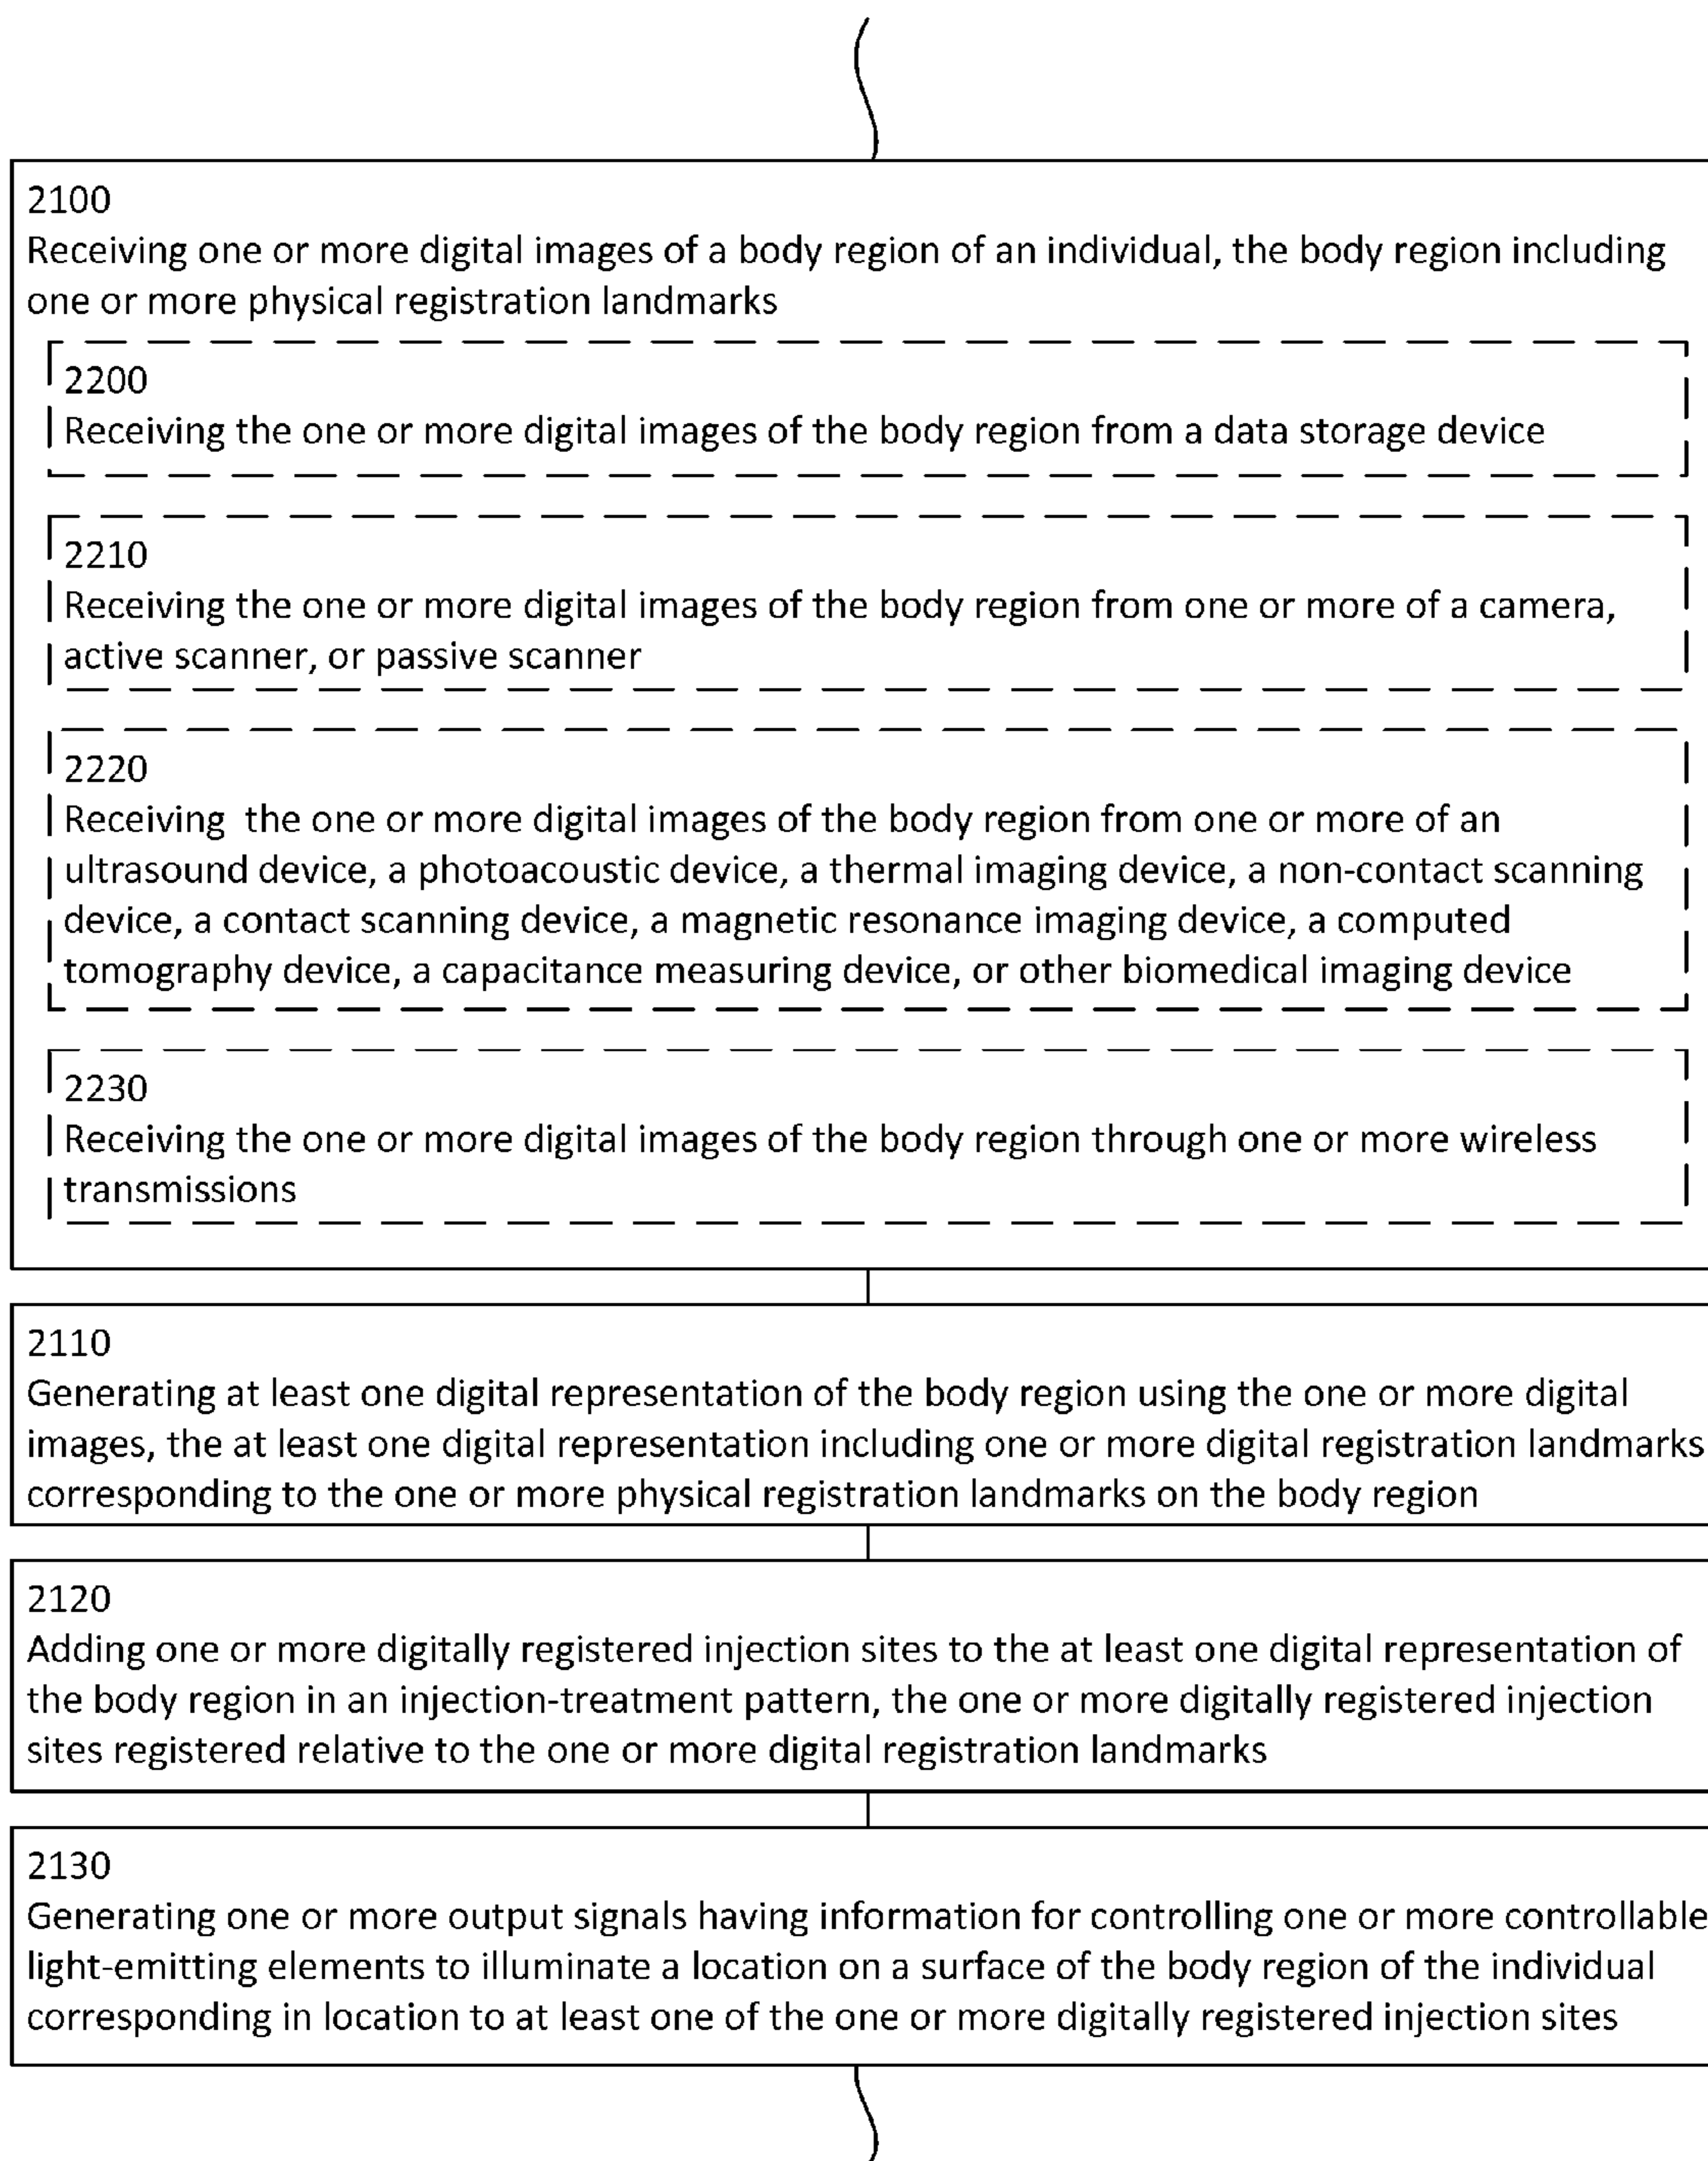 2100
Receiving one or more digital images of a body region of an individual, the body region including
one or more physical registration landmarks
2200
Receiving the one or more digital images of the body region from a data storage device
2210
Receiving the one or more digital images of the body region from one or more of a camera,
active scanner, or passive scanner
2220
Receiving  the one or more digital images of the body region from one or more of an
ultrasound device, a photoacoustic device, a thermal imaging device, a non-contact scanning
device, a contact scanning device, a magnetic resonance imaging device, a computed
tomography device, a capacitance measuring device, or other biomedical imaging device
2230
Receiving the one or more digital images of the body region through one or more wireless
transmissions
2110
Generating at least one digital representation of the body region using the one or more digital
images, the at least one digital representation including one or more digital registration landmarks
corresponding to the one or more physical registration landmarks on the body region
2120
Adding one or more digitally registered injection sites to the at least one digital representation of
the body region in an injection-treatment pattern, the one or more digitally registered injection
sites registered relative to the one or more digital registration landmarks
2130
Generating one or more output signals having information for controlling one or more controllable
light-emitting elements to illuminate a location on a surface of the body region of the individual
corresponding in location to at least one of the one or more digitally registered injection sites